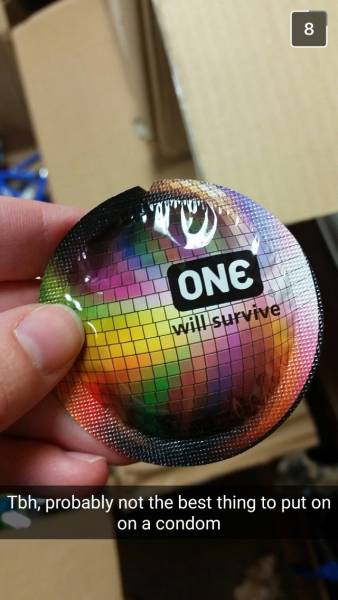 8
ONE
will survive
Tbh, probably not the best thing to put on
on a condom